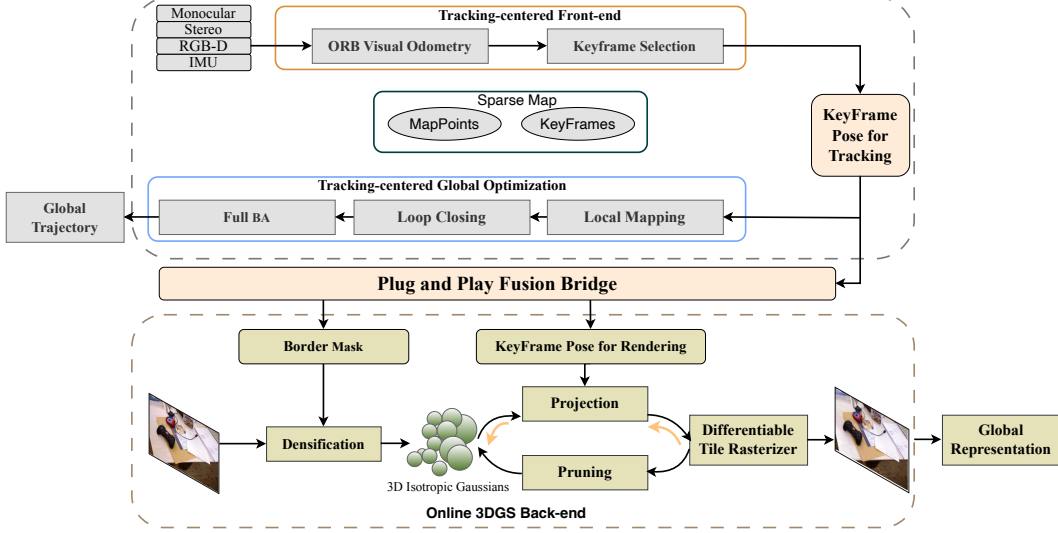 Monocular
Stereo
RGB-D
IMU
Tracking-centered Front-end
ORB Visual Odometry
Keyframe Selection
Sparse Map
MapPoints
KeyFrames
KeyFrame
Pose for
Tracking
Tracking-centered Global Optimization
Global
Trajectory
Full BA
Loop Closing
Local Mapping
Plug and Play Fusion Bridge
Border Mask
KeyFrame Pose for Rendering
Densification
3D Isotropic Gaussians
Projection
Pruning
Differentiable
Tile Rasterizer
Global
Representation
Online 3DGS Back-end